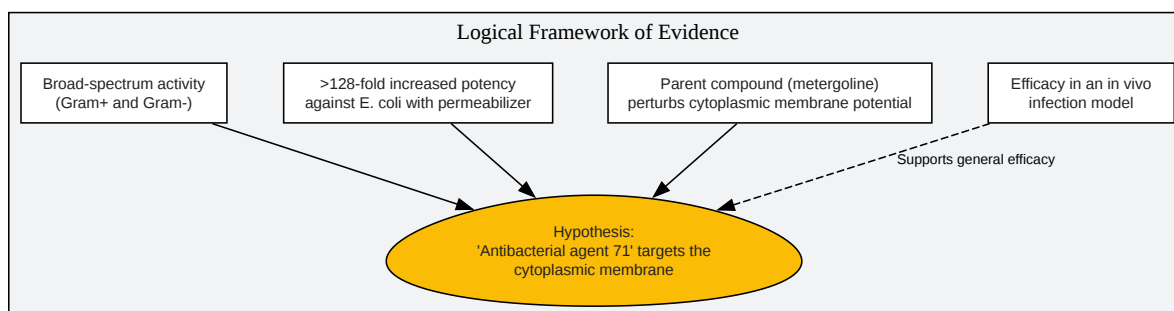 Logical Framework of Evidence
Broad-spectrum activity
(Gram+ and Gram-)
>128-fold increased potency
against E. coli with permeabilizer
Parent compound (metergoline)
perturbs cytoplasmic membrane potential
Efficacy in an in vivo
infection model
Supports general efficacy
Hypothesis:
'Antibacterial agent 71' targets the
cytoplasmic membrane